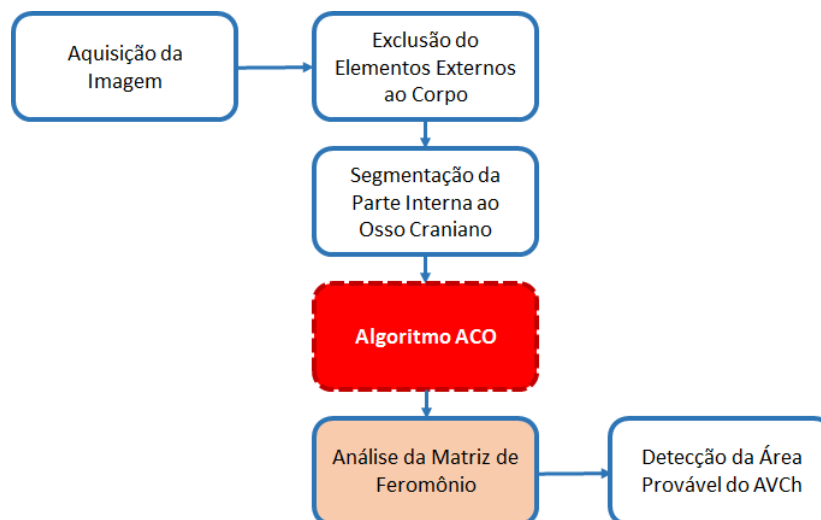 Aquisição da
Imagem
Exclusão do
Elementos Externos
ao Corpo
Segmentação da
Parte Interna ao
Osso Craniano
Algoritmo ACO
Análise da Matriz de
Feromônio
Detecção da Área
Provável do AVCh